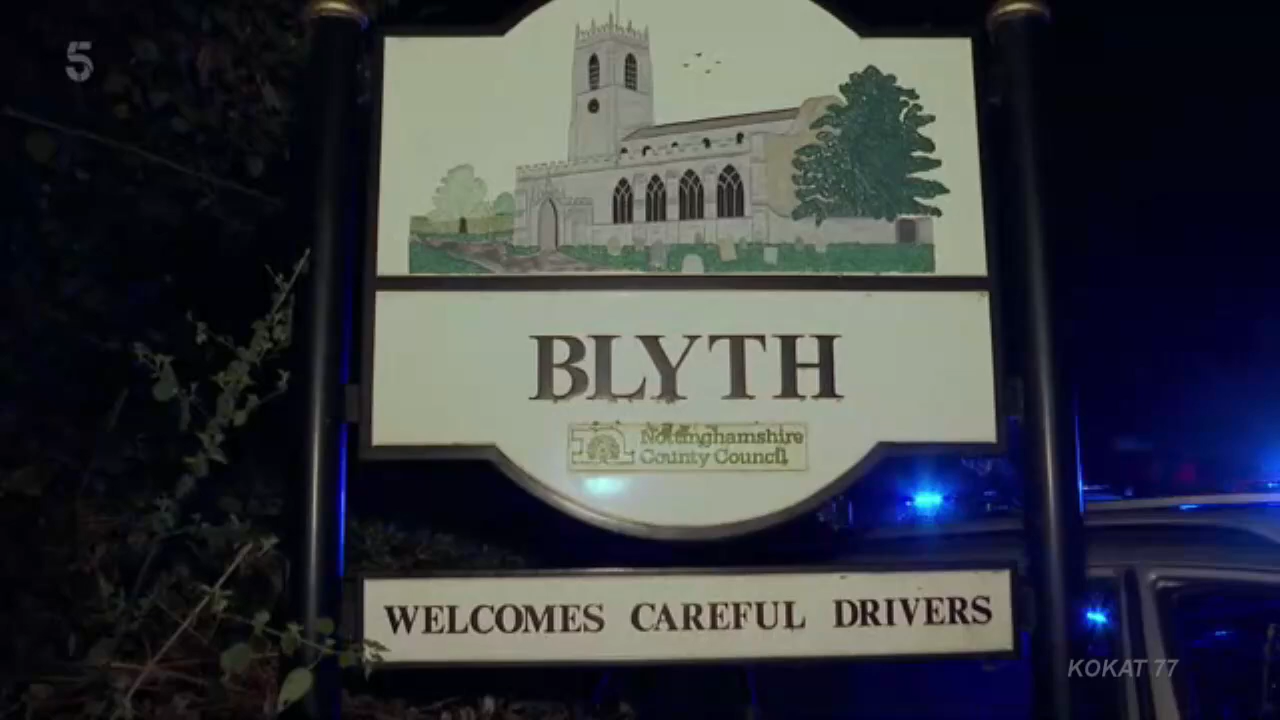 5
BLYTH
Nottinghamshire
County Council
WELCOMES CAREFUL DRIVERS
KOKAT 77